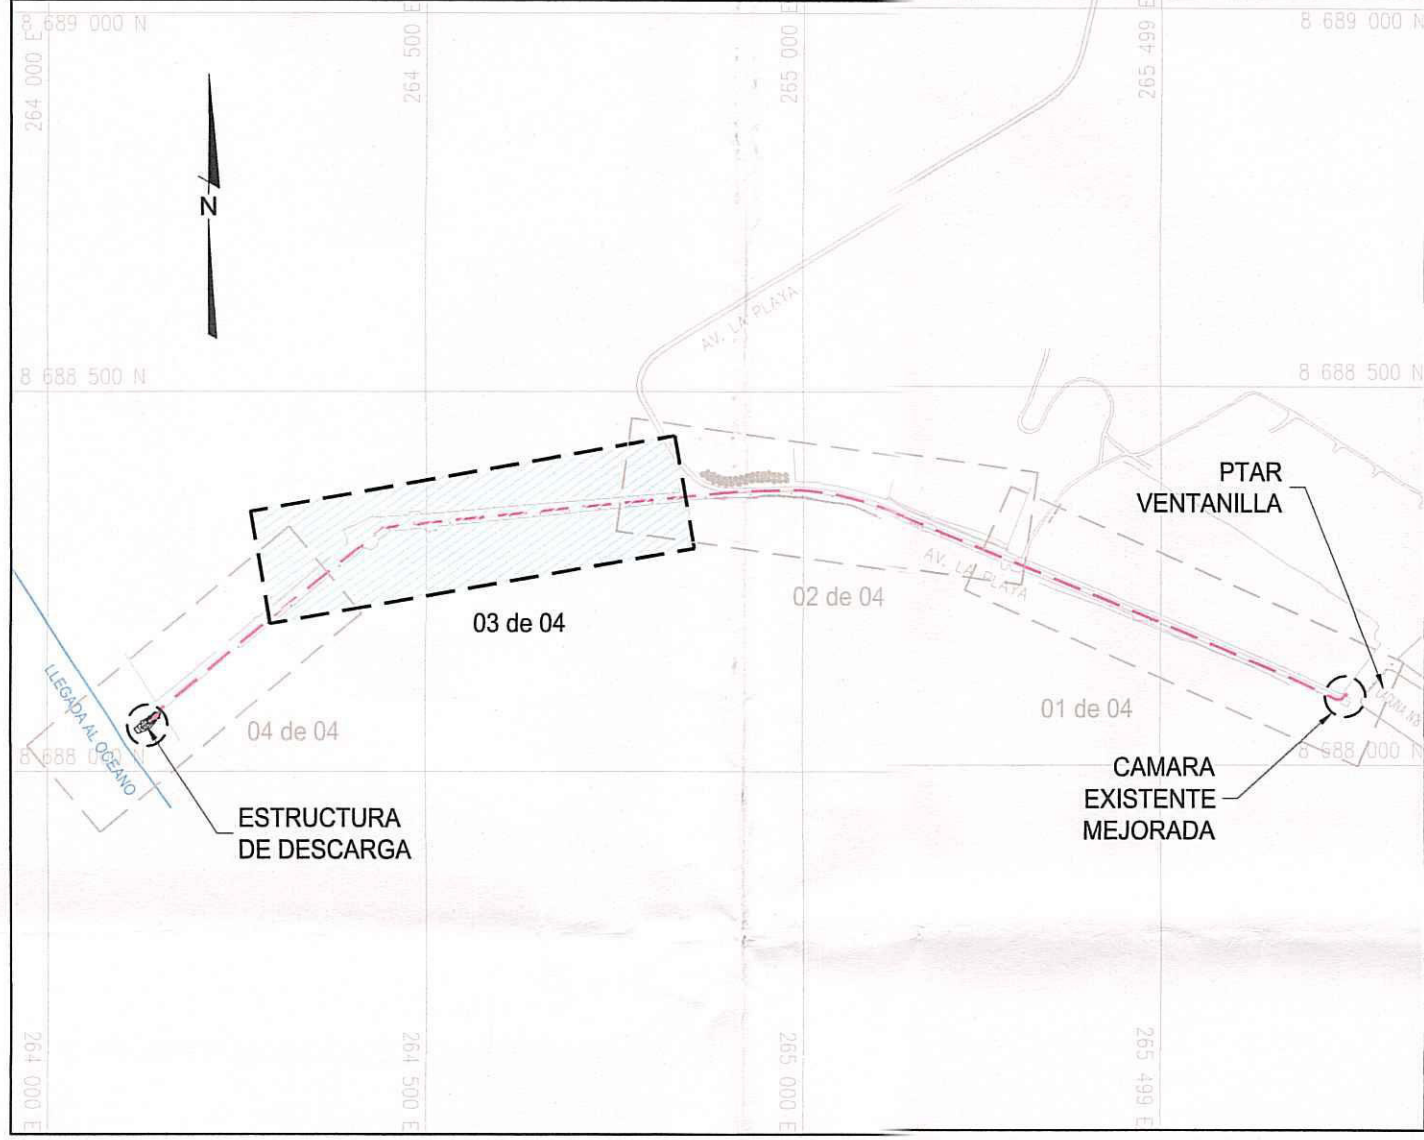 8 689 000 N
8 689 000 N
264 000 E
264 500 E
265 000 E
265 499 E
N
AV. LA PLAYA
8 688 500 N
8 688 500 N
PTAR
VENTANILLA
AV. LA PLAYA
02 de 04
03 de 04
LLEGADA AL OCEANO
04 de 04
01 de 04
8 688 000 N
8 688 000 N
CAMARA
EXISTENTE
MEJORADA
ESTRUCTURA
DE DESCARGA
264 000 E
264 500 E
265 000 E
265 499 E